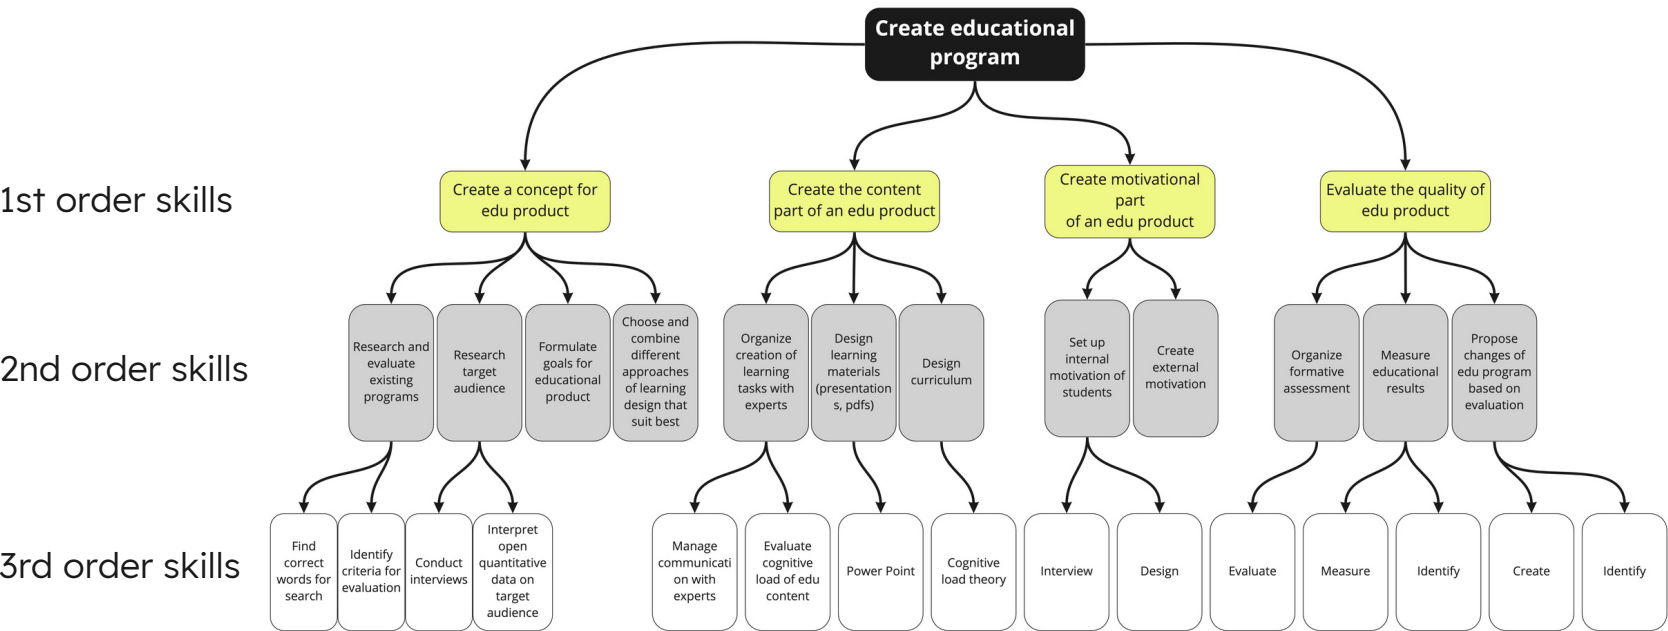 Create educational
program
1st order skills
Create a concept for
edu product
Create the content
part of an edu product
Create motivational
part
of an edu product
Evaluate the quality of
edu product
2nd order skills
Research and
evaluate
existing
programs
Research
target
audience
Formulate
goals for
educational
product
Choose and
combine
different
approaches
of learning
design that
suit best
Organize
creation of
learning
tasks with
experts
Design
learning
materials
(presentation
s, pdfs)
Design
curriculum
Set up
internal
motivation of
students
Create
external
motivation
Organize
formative
assessment
Measure
educational
results
Propose
changes of
edu program
based on
evaluation
3rd order skills
Find
correct
words for
search
Identify
criteria for
evaluation
Conduct
interviews
Interpret
open
quantitative
data on
target
audience
Manage
communicati
on with
experts
Evaluate
cognitive
load of edu
content
Power Point
Cognitive
load theory
Interview
Design
Evaluate
Measure
Identify
Create
Identify